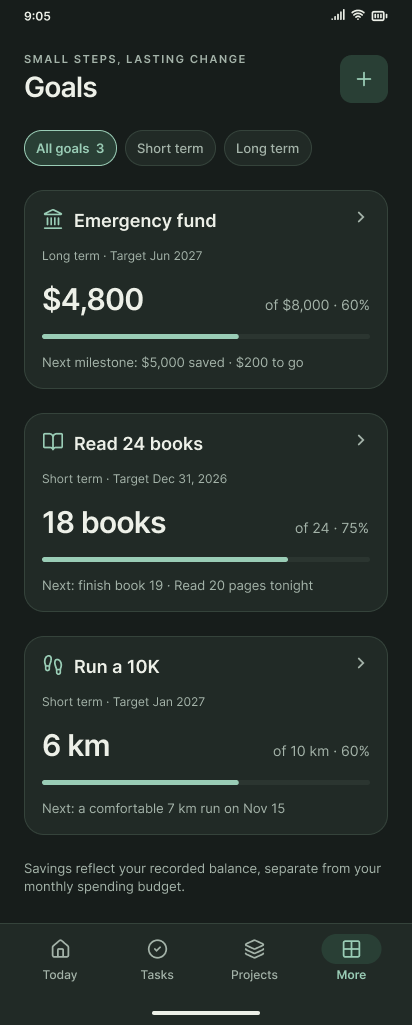 9:05
SMALL STEPS, LASTING CHANGE
Goals
All goals 3
Short term
Long term
Emergency fund
Long term · Target Jun 2027
$4,800
of $8,000 · 60%
Next milestone: $5,000 saved · $200 to go
Read 24 books
Short term · Target Dec 31, 2026
18 books
of 24 · 75%
Next: finish book 19 · Read 20 pages tonight
Run a 10K
Short term · Target Jan 2027
6 km
of 10 km · 60%
Next: a comfortable 7 km run on Nov 15
Savings reflect your recorded balance, separate from your
monthly spending budget.
Today
Tasks
Projects
More